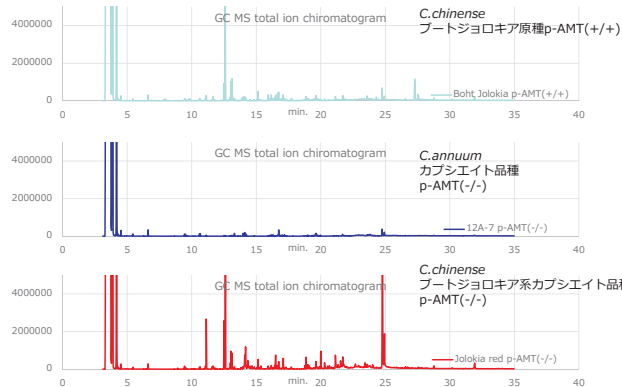 GC MS total ion chiromatogram
C.chinense
ブートジョロキア原種p-AMT(+/+)
4000000
2000000
Boht Jolokia p-AMT(+/+)
0
0 5 10 15 20 25 30 35 40
min.
GC MS total ion chiromatogram
C.annuum
カプシエイト品種
p-AMT(-/-)
4000000
2000000
12A-7 p-AMT(-/-)
0
0 5 10 15 20 25 30 35 40
min.
GC MS total ion chiromatogram
C.chinense
ブートジョロキア系カプシエイト品種
p-AMT(-/-)
4000000
2000000
Jolokia red p-AMT(-/-)
0
0 5 10 15 20 25 30 35 40
min.